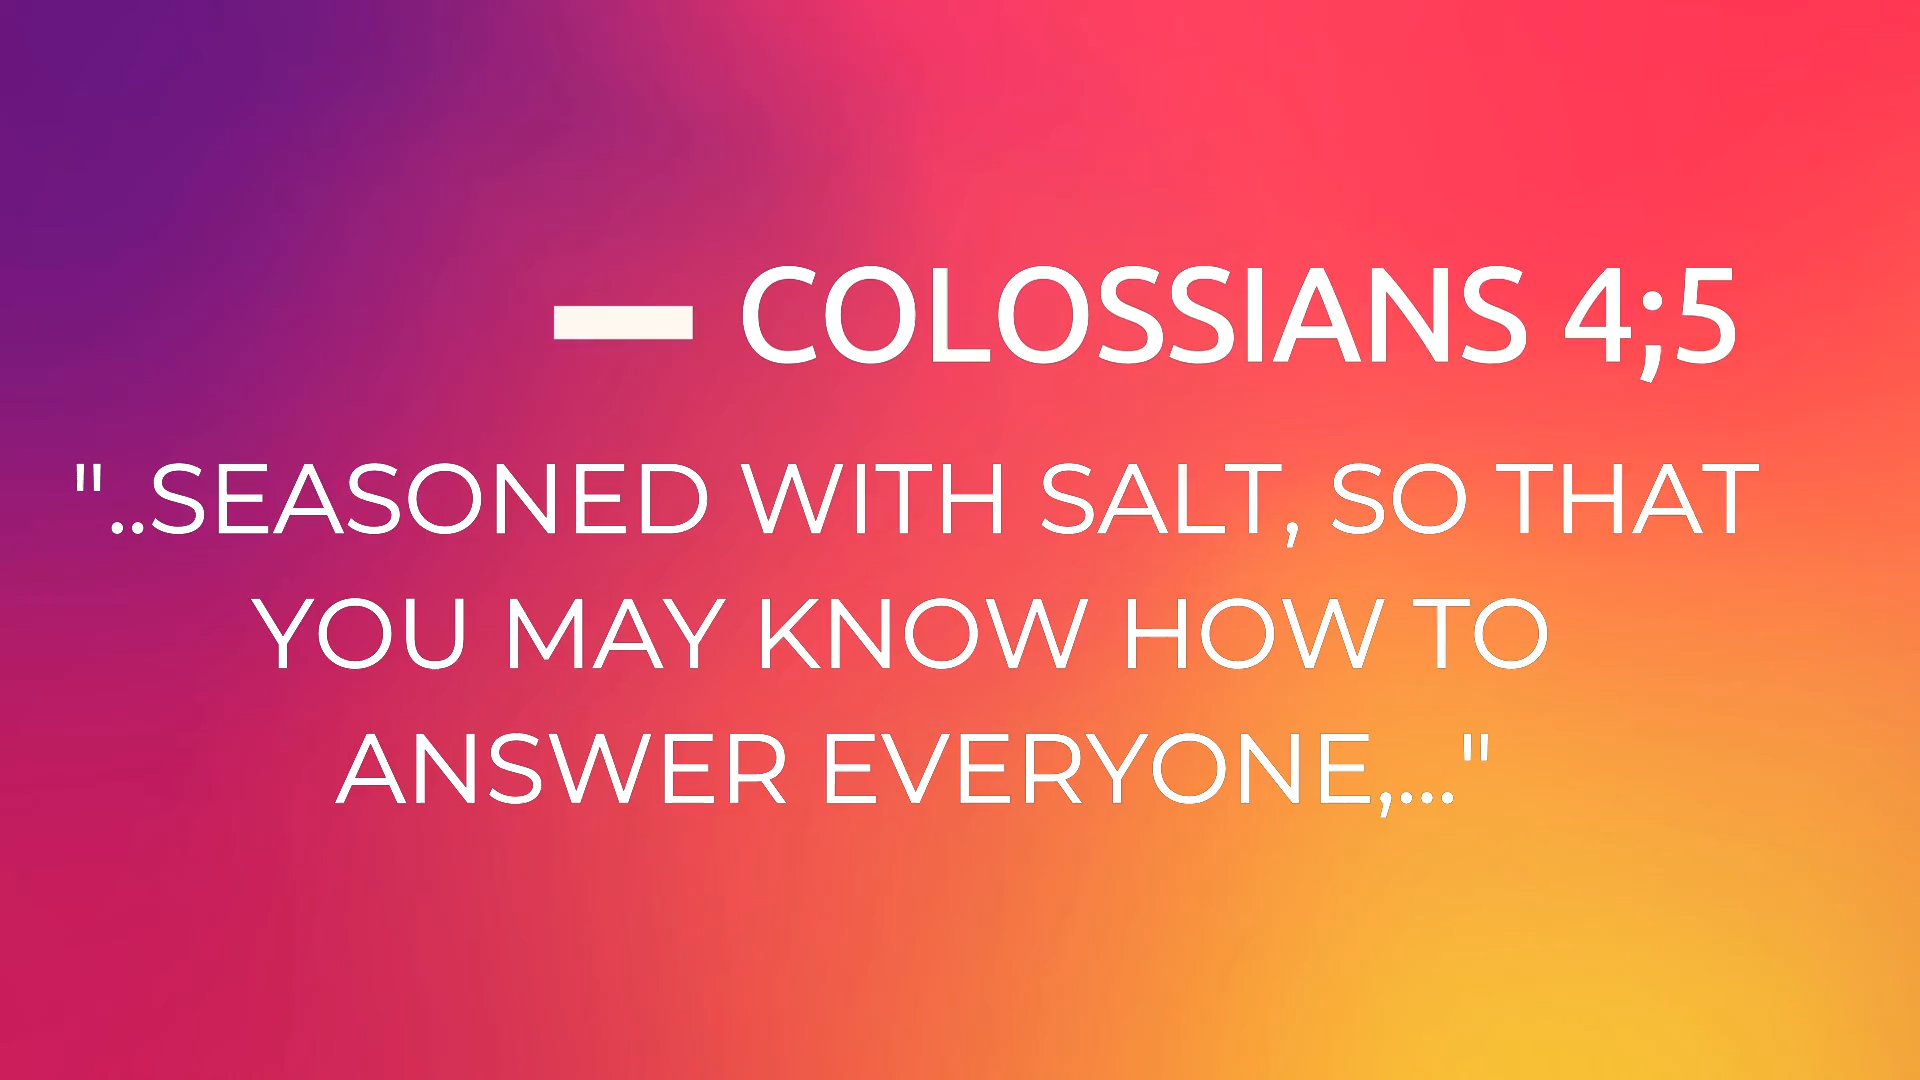 — COLOSSIANS 4;5
"..SEASONED WITH SALT, SO THAT
YOU MAY KNOW HOW TO
ANSWER EVERYONE,..."